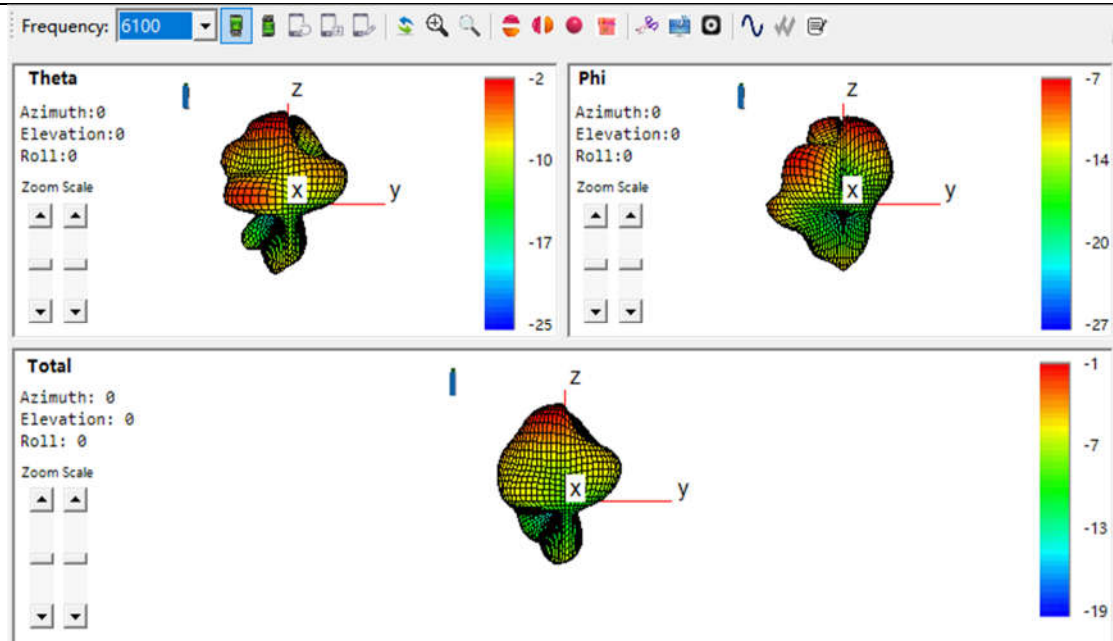 Frequency: 6100
Theta
Azimuth:0
Elevation:0
Roll:0
Zoom Scale
z
x
y
-2
-10
-17
-25
Phi
Azimuth:0
Elevation:0
Roll:0
Zoom Scale
z
x
y
-7
-14
-20
-27
Total
Azimuth: 0
Elevation: 0
Roll: 0
Zoom Scale
z
x
y
-1
-7
-13
-19